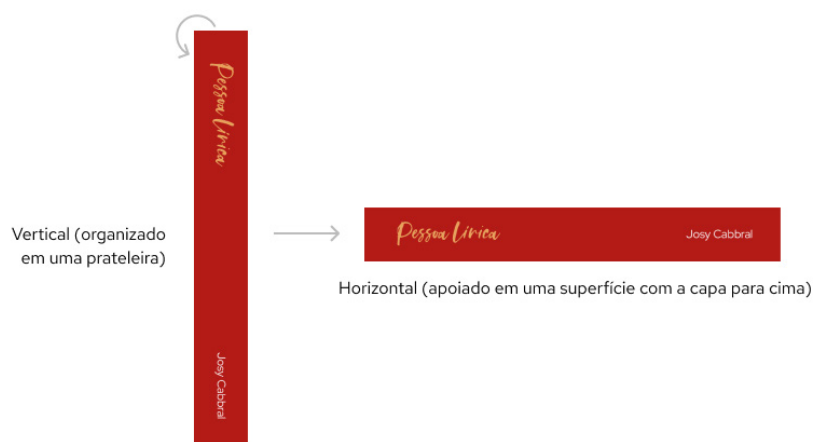 Pessoa Lírica
Josy Cabbral
Vertical (organizado
em uma prateleira)
Pessoa Lírica
Josy Cabbral
Horizontal (apoiado em uma superfície com a capa para cima)